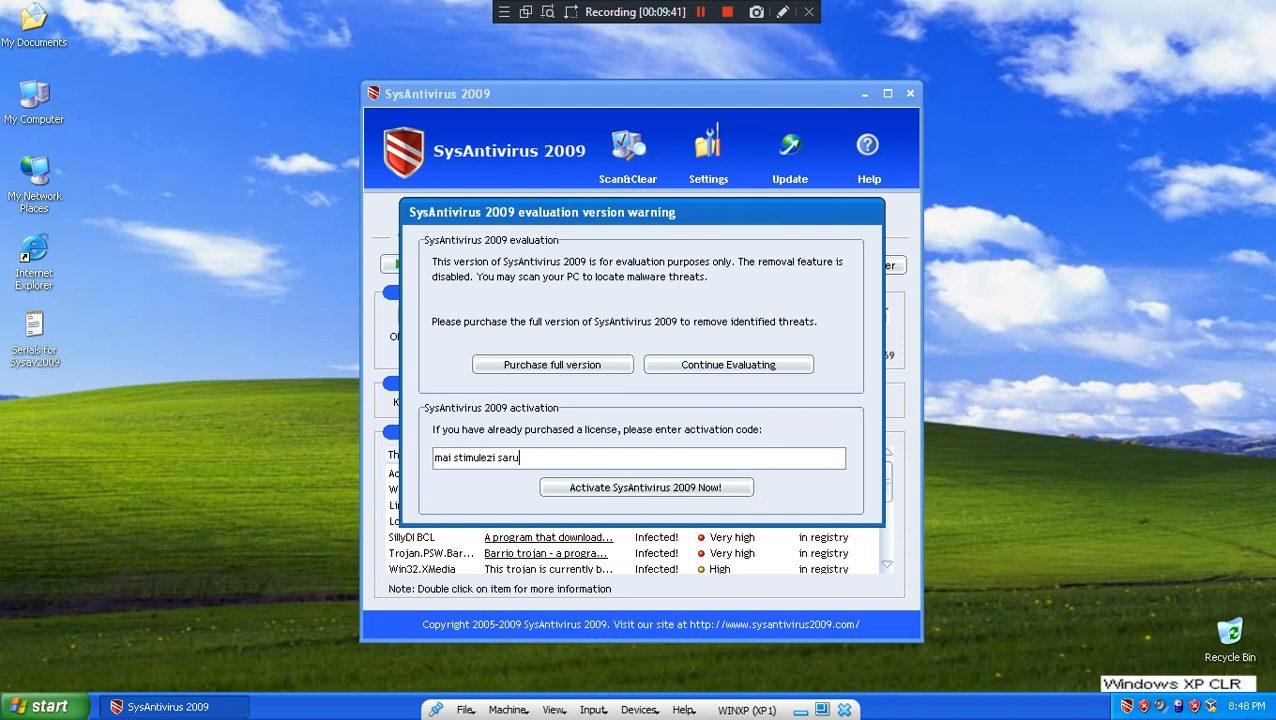 Recording [00:09:41]
My Documents
My Computer
My Network
Places
Internet
Explorer
Serials for
Sysav2009
SysAntivirus 2009
SysAntivirus 2009
Scan&Clear
Settings
Update
Help
SysAntivirus 2009 evaluation version warning
SysAntivirus 2009 evaluation
This version of SysAntivirus 2009 is for evaluation purposes only. The removal feature is
disabled. You may scan your PC to locate malware threats.
Please purchase the full version of SysAntivirus 2009 to remove identified threats.
Purchase full version
Continue Evaluating
SysAntivirus 2009 activation
If you have already purchased a license, please enter activation code:
mai stimulezi saru
Activate SysAntivirus 2009 Now!
SillyDl BCL A program that download... Infected! Very high in registry
Trojan.PSW.Bar... Barrio trojan - a progra... Infected! Very high in registry
Win32.XMedia This trojan is currently b... Infected! High in registry
Note: Double click on item for more information
Copyright 2005-2009 SysAntivirus 2009. Visit our site at http://www.sysantivirus2009.com/
Recycle Bin
Windows XP CLR
start
SysAntivirus 2009
File
Machine
View
Input
Devices
Help
WINXP (XP1)
8:48 PM